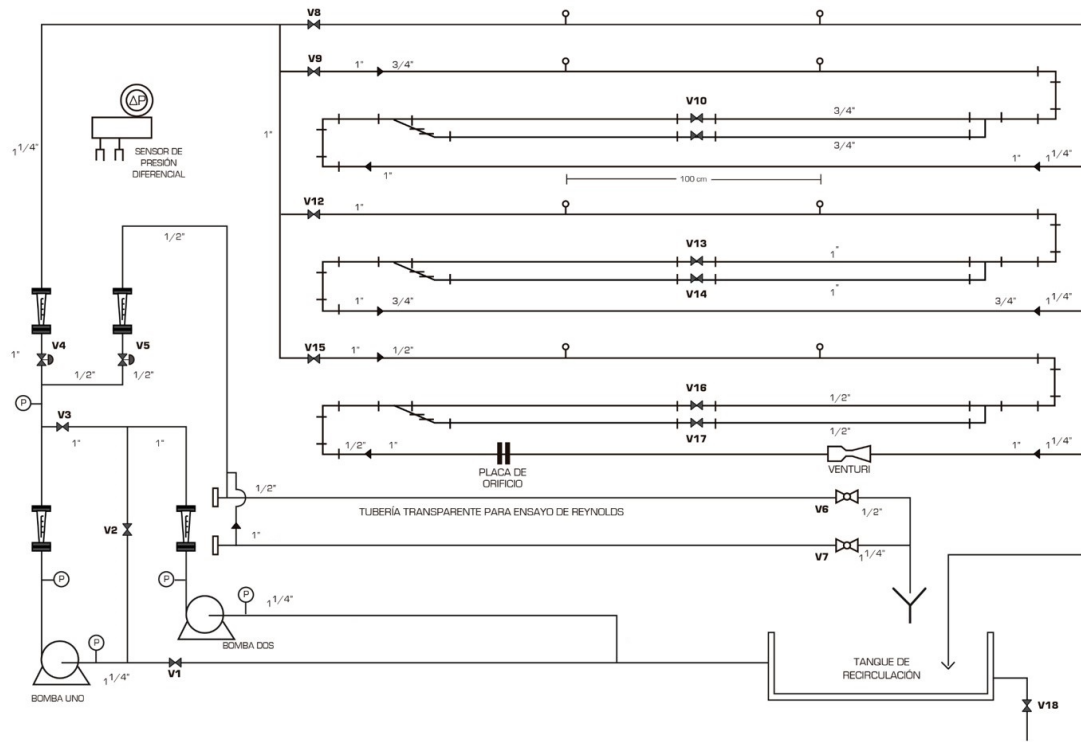 V8
V9
1"
3/4"
V10
3/4"
3/4"
1"
1"
1 1/4"
100 cm
ΔP
SENSOR DE
PRESIÓN
DIFERENCIAL
1 1/4"
1"
V12
1"
V13
1"
V14
1"
1"
3/4"
3/4"
1 1/4"
1/2"
V4
V5
1"
1/2"
1/2"
P
V15
1"
1/2"
V16
1/2"
V17
1/2"
1/2"
1"
PLACA DE
ORIFICIO
VENTURI
1"
1 1/4"
V3
1"
1"
V2
1/2"
TUBERÍA TRANSPARENTE PARA ENSAYO DE REYNOLDS
V6
1/2"
1"
V7
1 1/4"
P
P
P
1 1/4"
BOMBA DOS
P
1 1/4"
V1
BOMBA UNO
TANQUE DE
RECIRCULACIÓN
V18